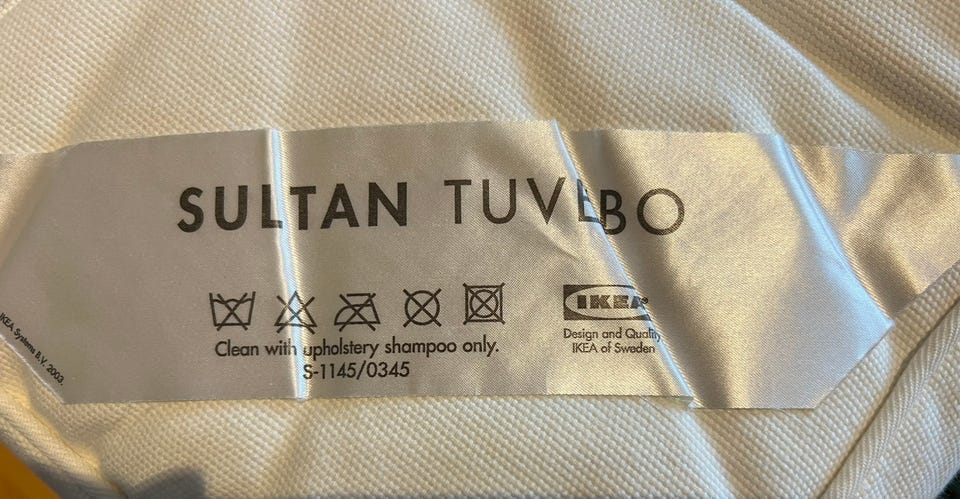 SULTAN TUVEBO
Clean with upholstery shampoo only.
S-1145/0345
IKEA
Design and Quality
IKEA of Sweden
IKEA Systems B.V. 2003.